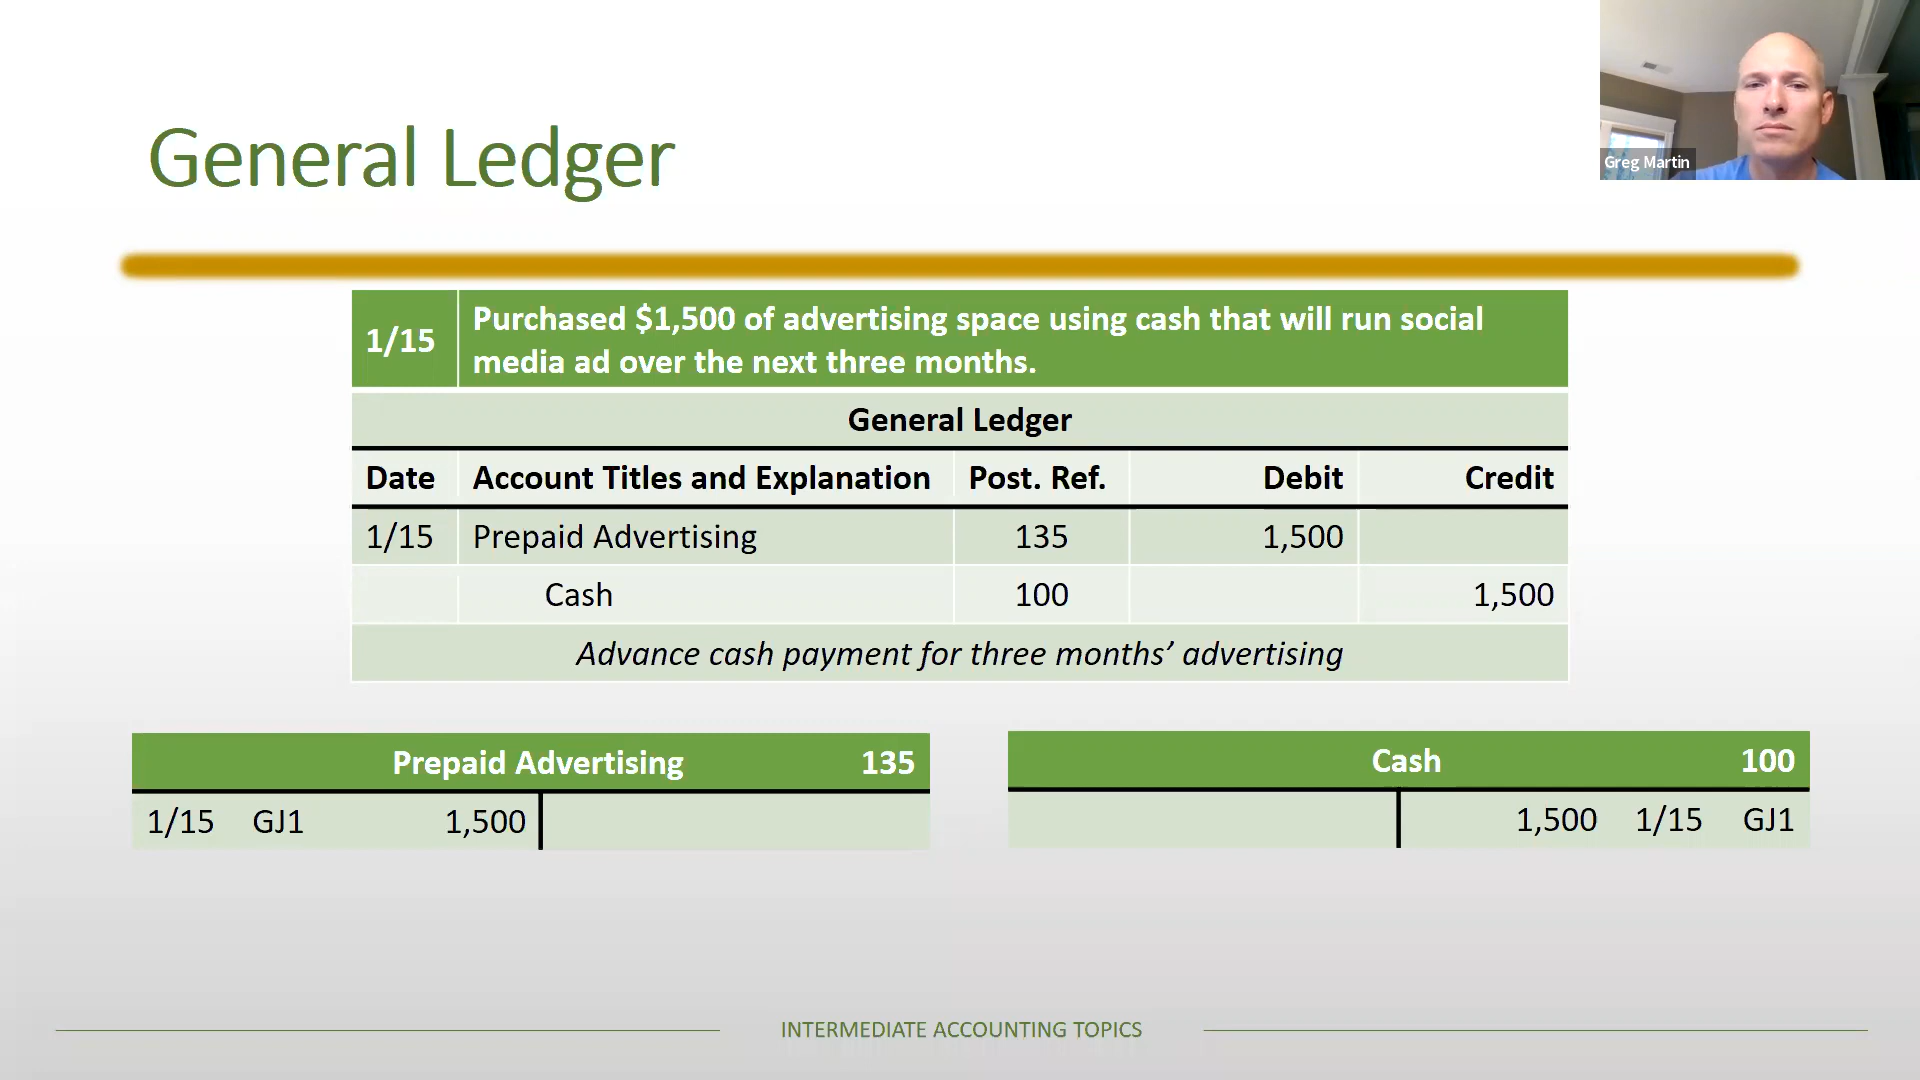 Greg Martin
General Ledger
1/15 Purchased $1,500 of advertising space using cash that will run social
media ad over the next three months.
General Ledger
Date Account Titles and Explanation Post. Ref. Debit Credit
1/15 Prepaid Advertising 135 1,500
Cash 100 1,500
Advance cash payment for three months’ advertising
Prepaid Advertising 135
1/15 GJ1 1,500
Cash 100
1,500 1/15 GJ1
INTERMEDIATE ACCOUNTING TOPICS